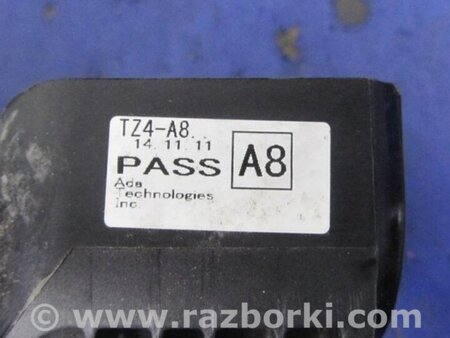 TZ4-A8..
14.11.11
PASS A8
Ada
Technologies
Inc.
www.razborki.com